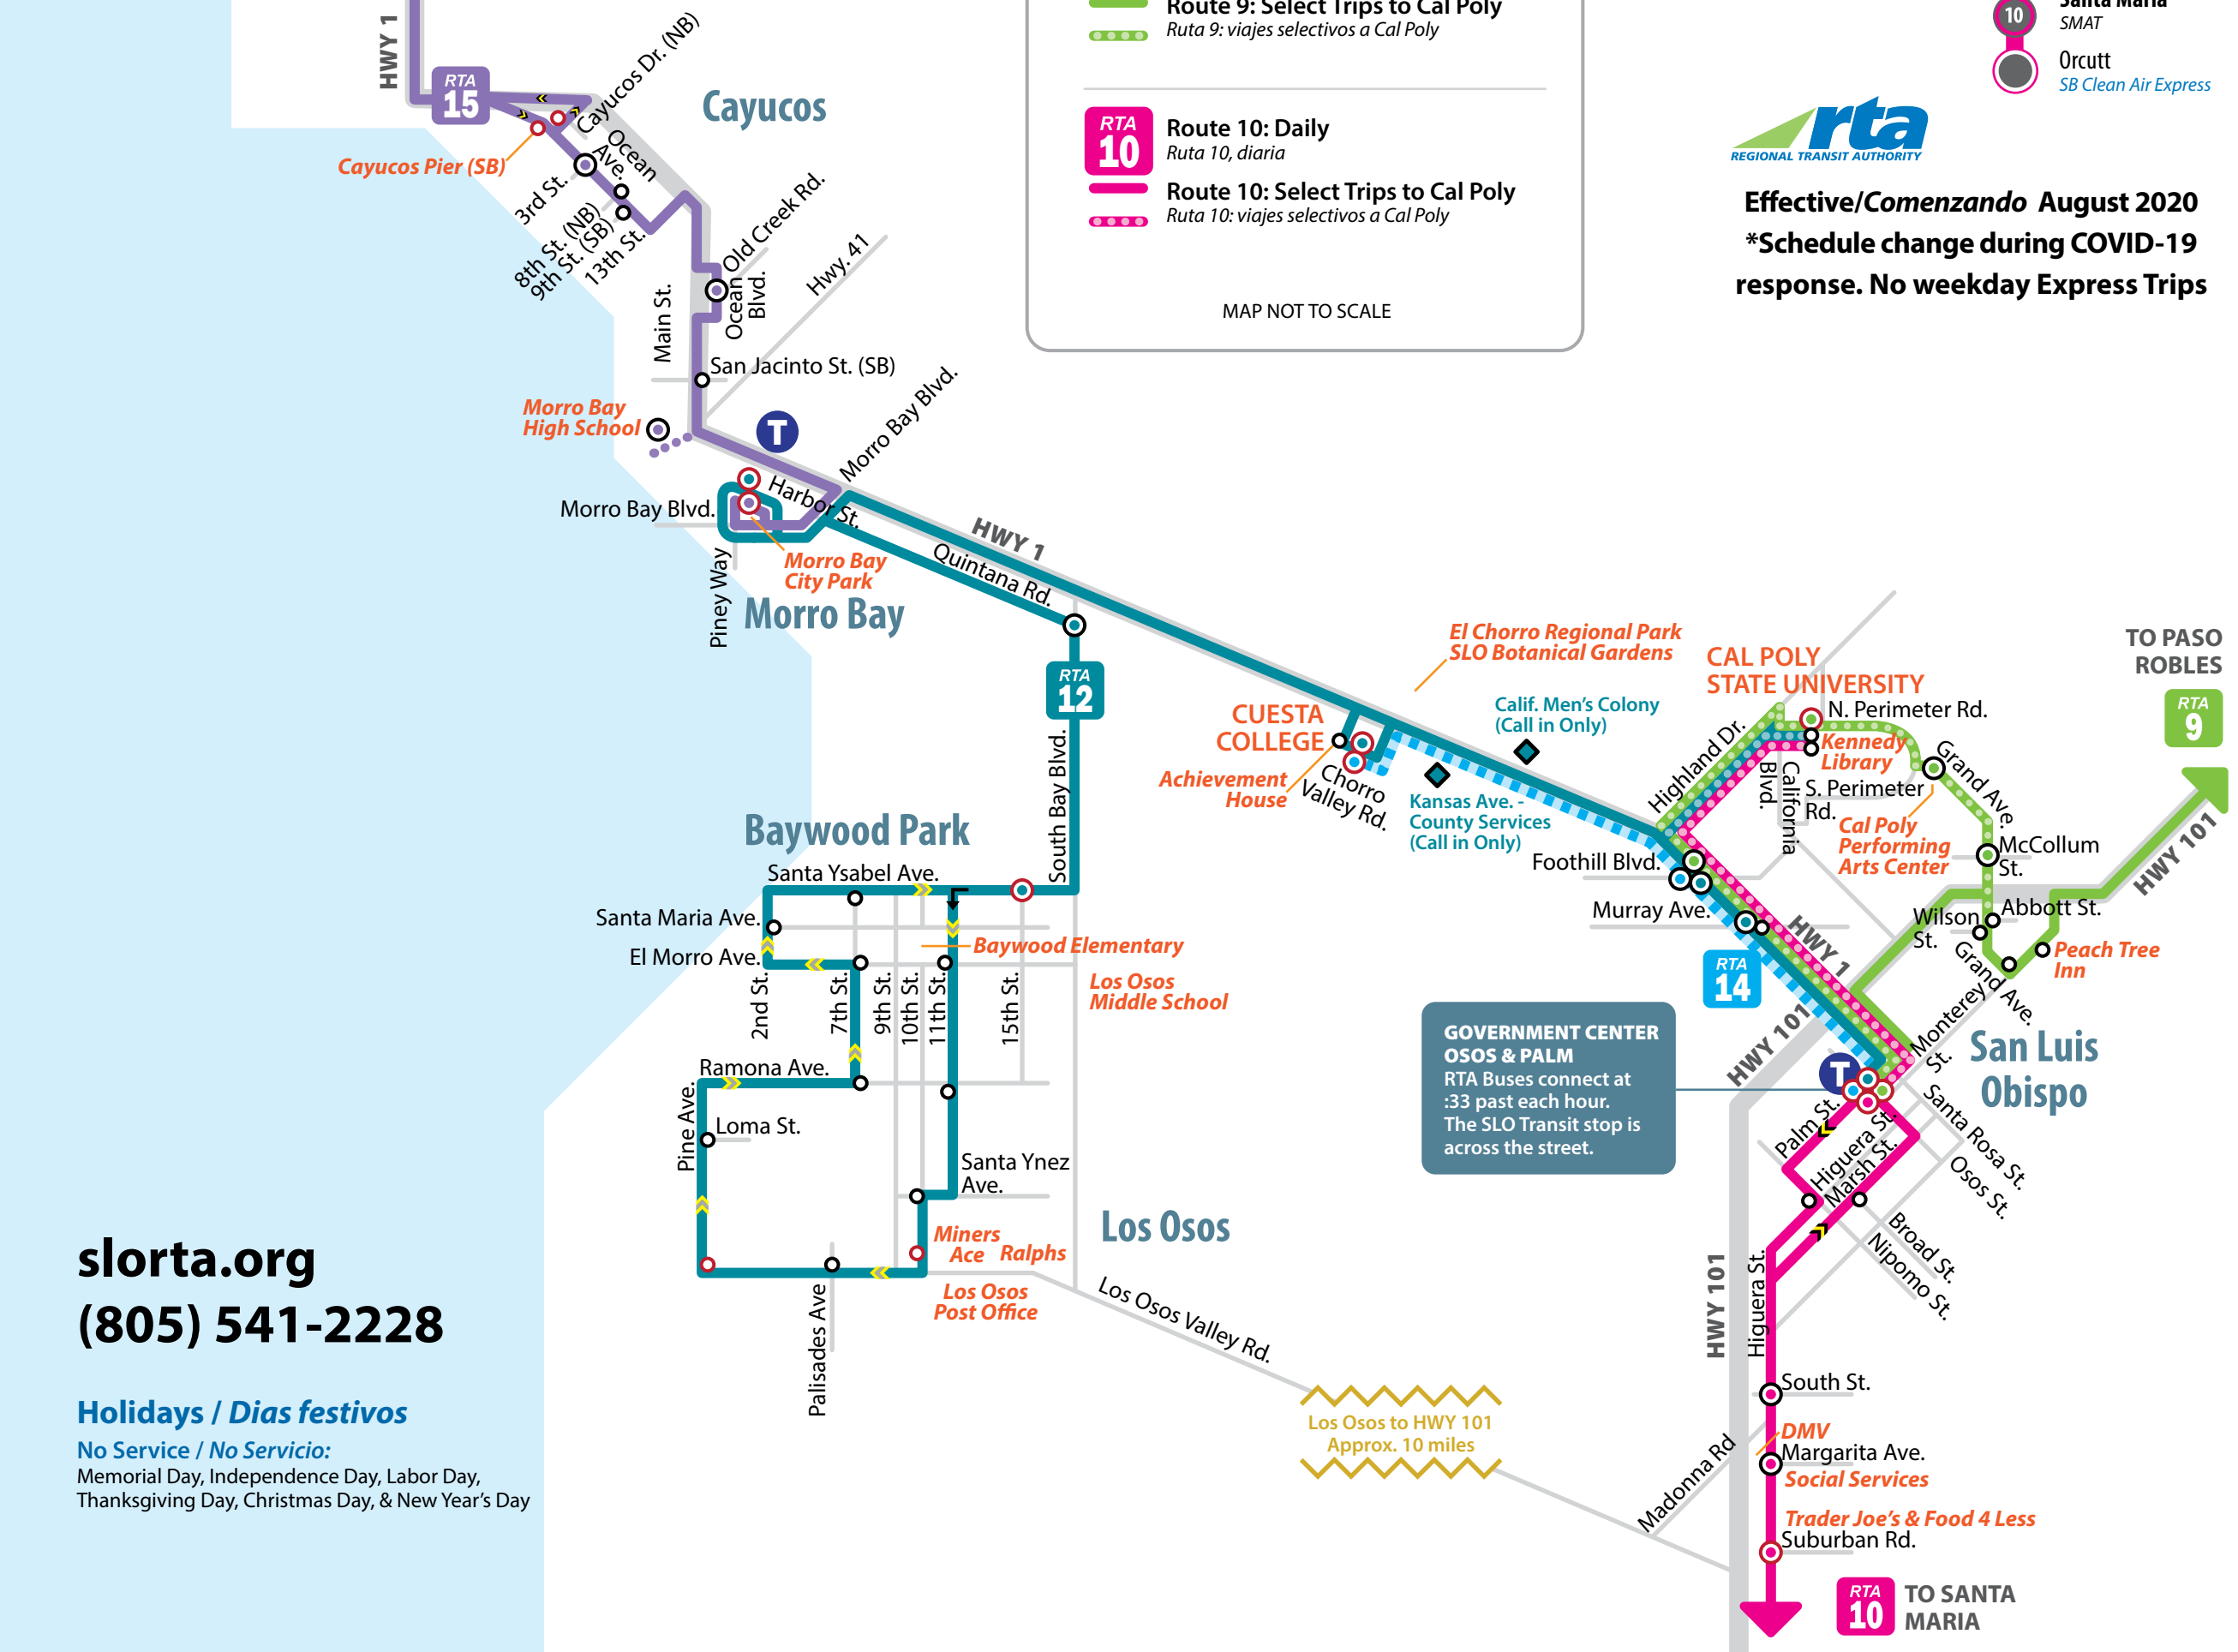 HWY 1
RTA
15
Cayucos Dr. (NB)
Cayucos
Ocean
Ave.
Cayucos Pier (SB)
3rd St.
8th St. (NB)
9th St. (SB)
13th St.
Old Creek Rd.
Ocean
Blvd.
Main St.
Hwy. 41
San Jacinto St. (SB)
Morro Bay
High School
T
Morro Bay Blvd.
Harbor St.
Morro Bay Blvd.
Piney Way
Morro Bay
City Park
Morro Bay
Quintana Rd.
HWY 1
RTA
12
South Bay Blvd.
Route 9: Select Trips to Cal Poly
Ruta 9: viajes selectivos a Cal Poly
RTA
10
Route 10: Daily
Ruta 10, diaria
Route 10: Select Trips to Cal Poly
Ruta 10: viajes selectivos a Cal Poly
MAP NOT TO SCALE
10
Santa Maria
SMAT
Orcutt
SB Clean Air Express
rta
REGIONAL TRANSIT AUTHORITY
Effective/Comenzando August 2020
*Schedule change during COVID-19
response. No weekday Express Trips
El Chorro Regional Park
SLO Botanical Gardens
CUESTA
COLLEGE
Achievement
House
Chorro
Valley Rd.
Calif. Men's Colony
(Call in Only)
Kansas Ave. -
County Services
(Call in Only)
CAL POLY
STATE UNIVERSITY
N. Perimeter Rd.
Kennedy
Library
Highland Dr.
California
Blvd.
S. Perimeter
Rd.
Grand Ave.
Cal Poly
Performing
Arts Center
McCollum
St.
TO PASO
ROBLES
RTA
9
HWY 101
Foothill Blvd.
Murray Ave.
HWY 1
RTA
14
Wilson
St.
Abbott St.
Grand Ave.
Peach Tree
Inn
Monterey
St.
HWY 101
San Luis
Obispo
GOVERNMENT CENTER
OSOS & PALM
RTA Buses connect at
:33 past each hour.
The SLO Transit stop is
across the street.
T
Palm St.
Higuera St.
Marsh St.
Santa Rosa St.
Osos St.
Broad St.
Nipomo St.
HWY 101
Higuera St.
South St.
DMV
Margarita Ave.
Social Services
Trader Joe's & Food 4 Less
Suburban Rd.
Madonna Rd
RTA
10
TO SANTA
MARIA
Baywood Park
Santa Ysabel Ave.
Santa Maria Ave.
El Morro Ave.
Baywood Elementary
Los Osos
Middle School
2nd St.
7th St.
9th St.
10th St.
11th St.
15th St.
Ramona Ave.
Pine Ave.
Loma St.
Santa Ynez
Ave.
Miners
Ace
Ralphs
Los Osos
Post Office
Los Osos
Palisades Ave
Los Osos Valley Rd.
Los Osos to HWY 101
Approx. 10 miles
slorta.org
(805) 541-2228
Holidays / Dias festivos
No Service / No Servicio:
Memorial Day, Independence Day, Labor Day,
Thanksgiving Day, Christmas Day, & New Year's Day